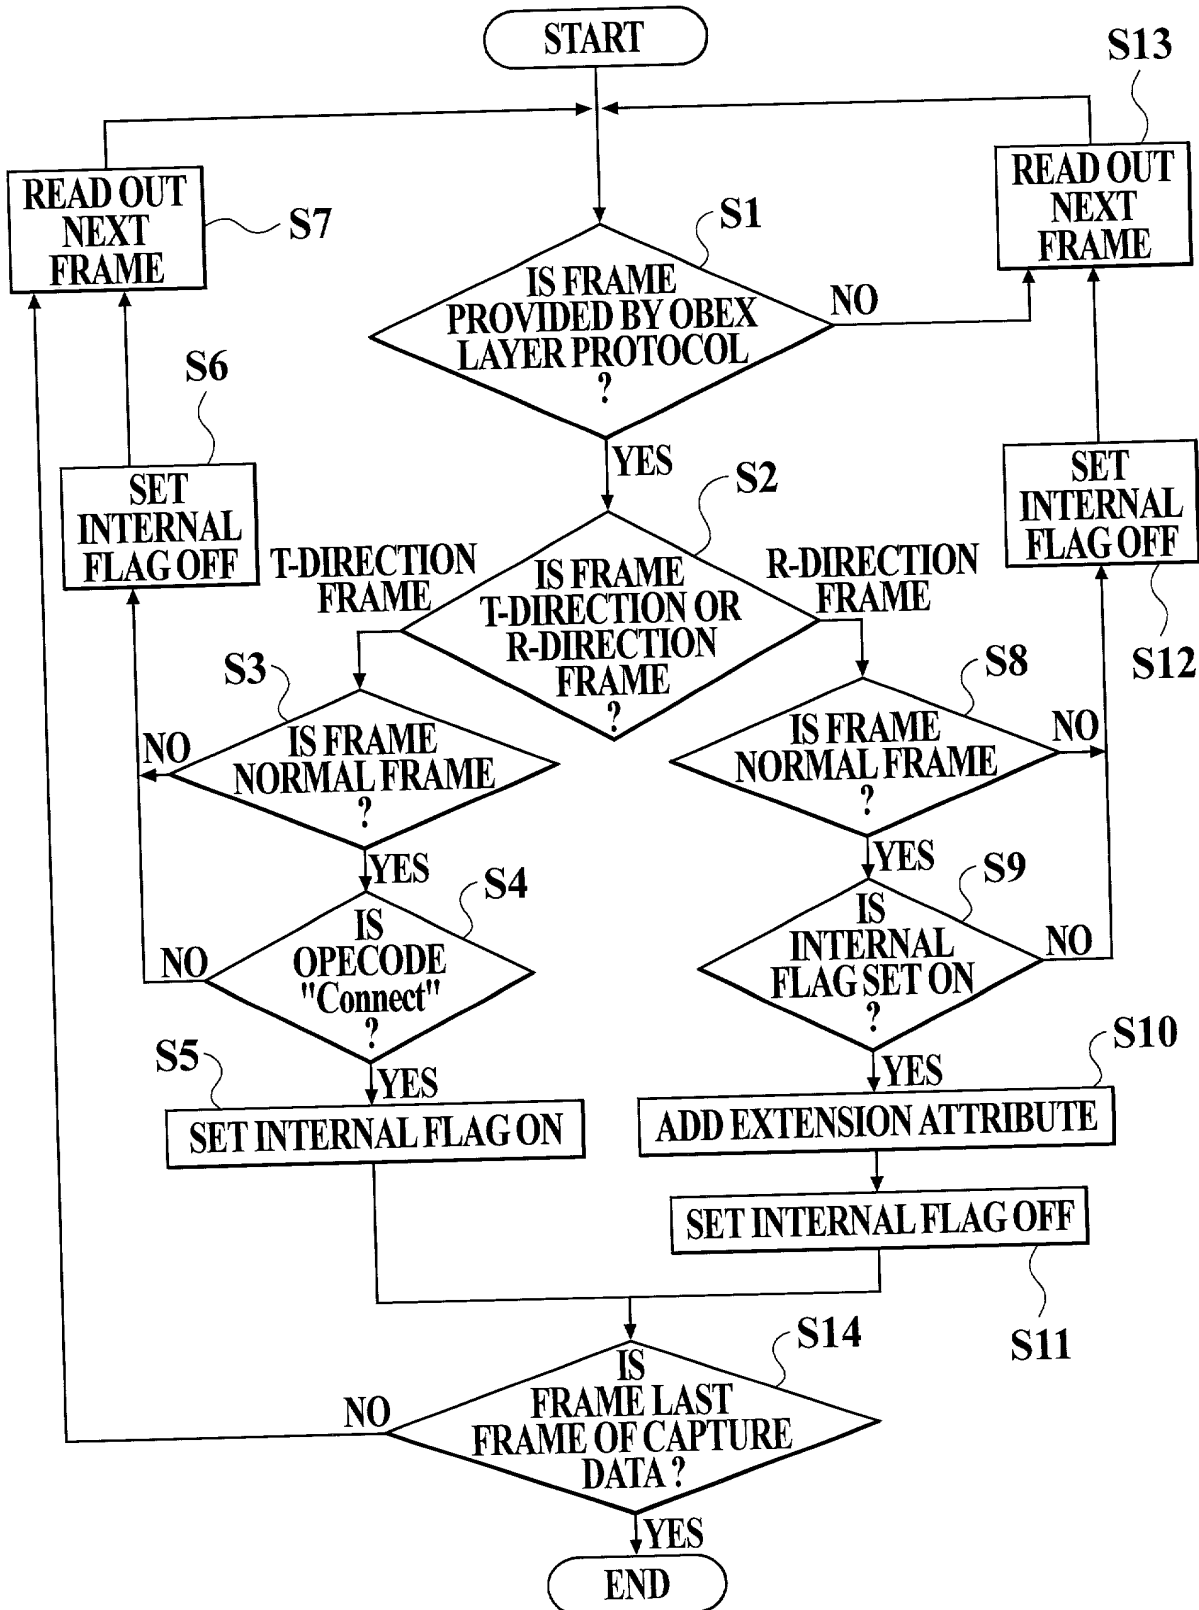 START
S13
READ OUT
NEXT
FRAME
S7
READ OUT
NEXT
FRAME
S1
IS FRAME
PROVIDED BY OBEX
LAYER PROTOCOL
?
NO
YES
S6
SET
INTERNAL
FLAG OFF
S2
IS FRAME
T-DIRECTION OR
R-DIRECTION
FRAME
?
T-DIRECTION
FRAME
R-DIRECTION
FRAME
SET
INTERNAL
FLAG OFF
S12
S3
IS FRAME
NORMAL FRAME
?
NO
YES
S8
IS FRAME
NORMAL FRAME
?
NO
YES
S4
IS
OPECODE
"Connect"
?
NO
YES
S9
IS
INTERNAL
FLAG SET ON
?
NO
YES
S5
SET INTERNAL FLAG ON
S10
ADD EXTENSION ATTRIBUTE
SET INTERNAL FLAG OFF
S11
S14
IS
FRAME LAST
FRAME OF CAPTURE
DATA ?
NO
YES
END